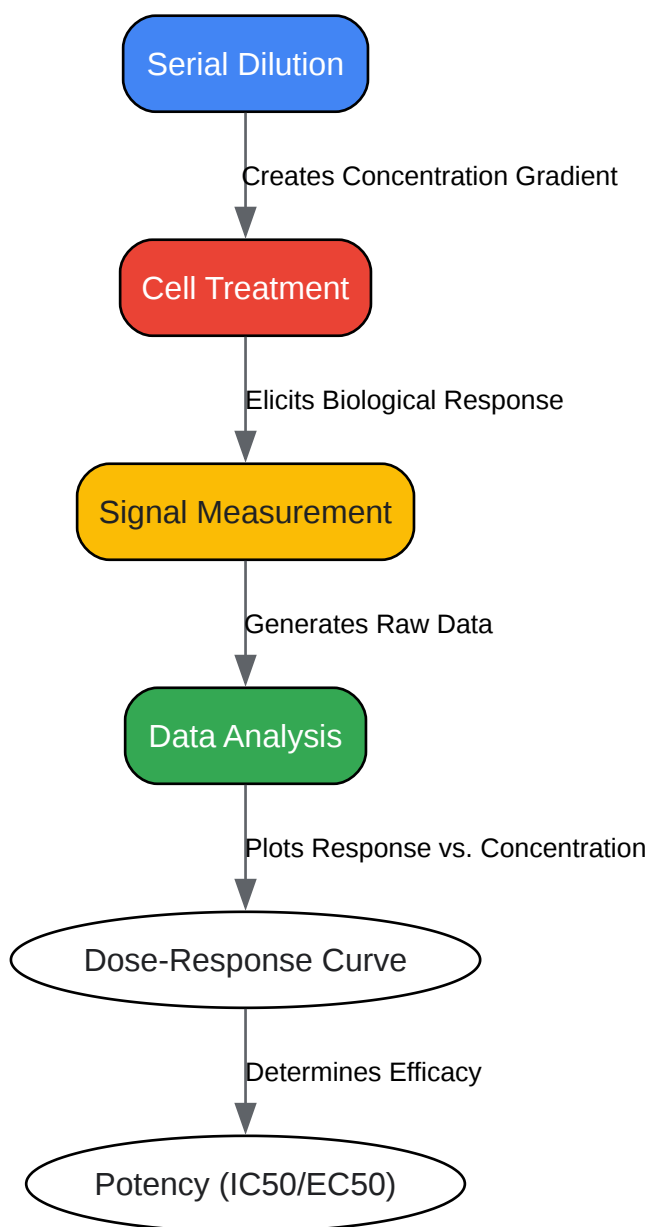 Serial Dilution
Creates Concentration Gradient
Cell Treatment
Elicits Biological Response
Signal Measurement
Generates Raw Data
Data Analysis
Plots Response vs. Concentration
Dose-Response Curve
Determines Efficacy
Potency (IC50/EC50)